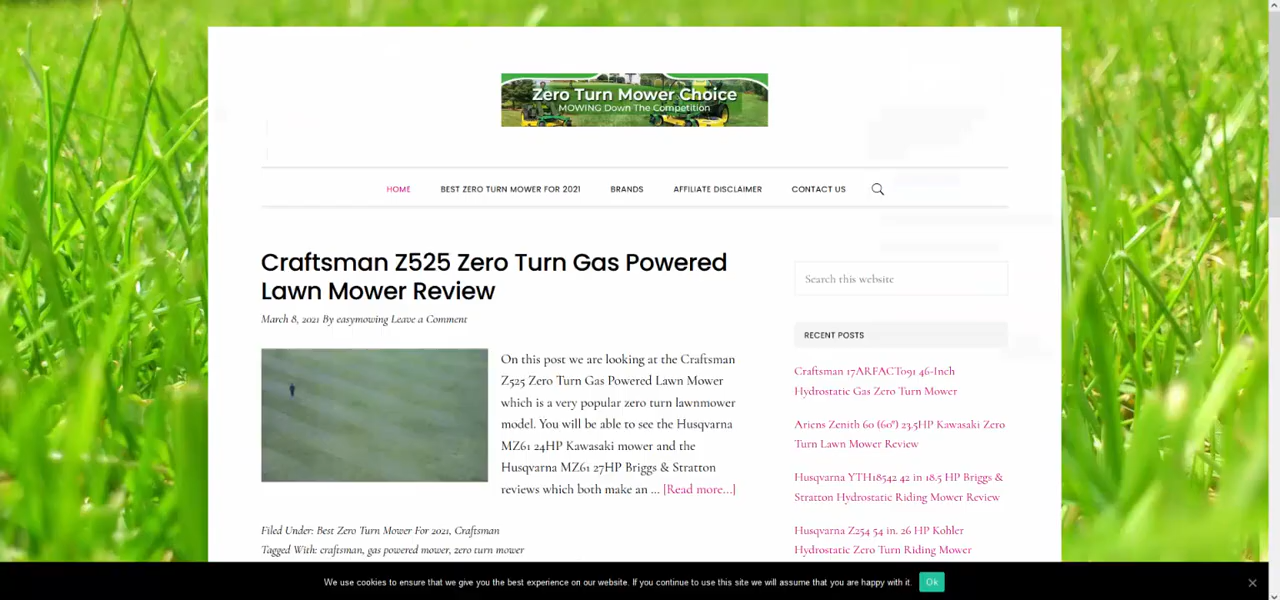 Zero Turn Mower Choice
MOWING Down The Competition
HOME
BEST ZERO TURN MOWER FOR 2021
BRANDS
AFFILIATE DISCLAIMER
CONTACT US
Craftsman Z525 Zero Turn Gas Powered
Lawn Mower Review
March 8, 2021 By easymowing Leave a Comment
On this post we are looking at the Craftsman
Z525 Zero Turn Gas Powered Lawn Mower
which is a very popular zero turn lawnmower
model. You will be able to see the Husqvarna
MZ61 24HP Kawasaki mower and the
Husqvarna MZ61 27HP Briggs & Stratton
reviews which both make an ... [Read more...]
Filed Under: Best Zero Turn Mower For 2021, Craftsman
Tagged With: craftsman, gas powered mower, zero turn mower
Search this website
RECENT POSTS
Craftsman 17ARFACT091 46-Inch
Hydrostatic Gas Zero Turn Mower
Ariens Zenith 60 (60") 23.5HP Kawasaki Zero
Turn Lawn Mower Review
Husqvarna YTH18542 42 in 18.5 HP Briggs &
Stratton Hydrostatic Riding Mower Review
Husqvarna Z254 54 in. 26 HP Kohler
Hydrostatic Zero Turn Riding Mower
We use cookies to ensure that we give you the best experience on our website. If you continue to use this site we will assume that you are happy with it.
Ok